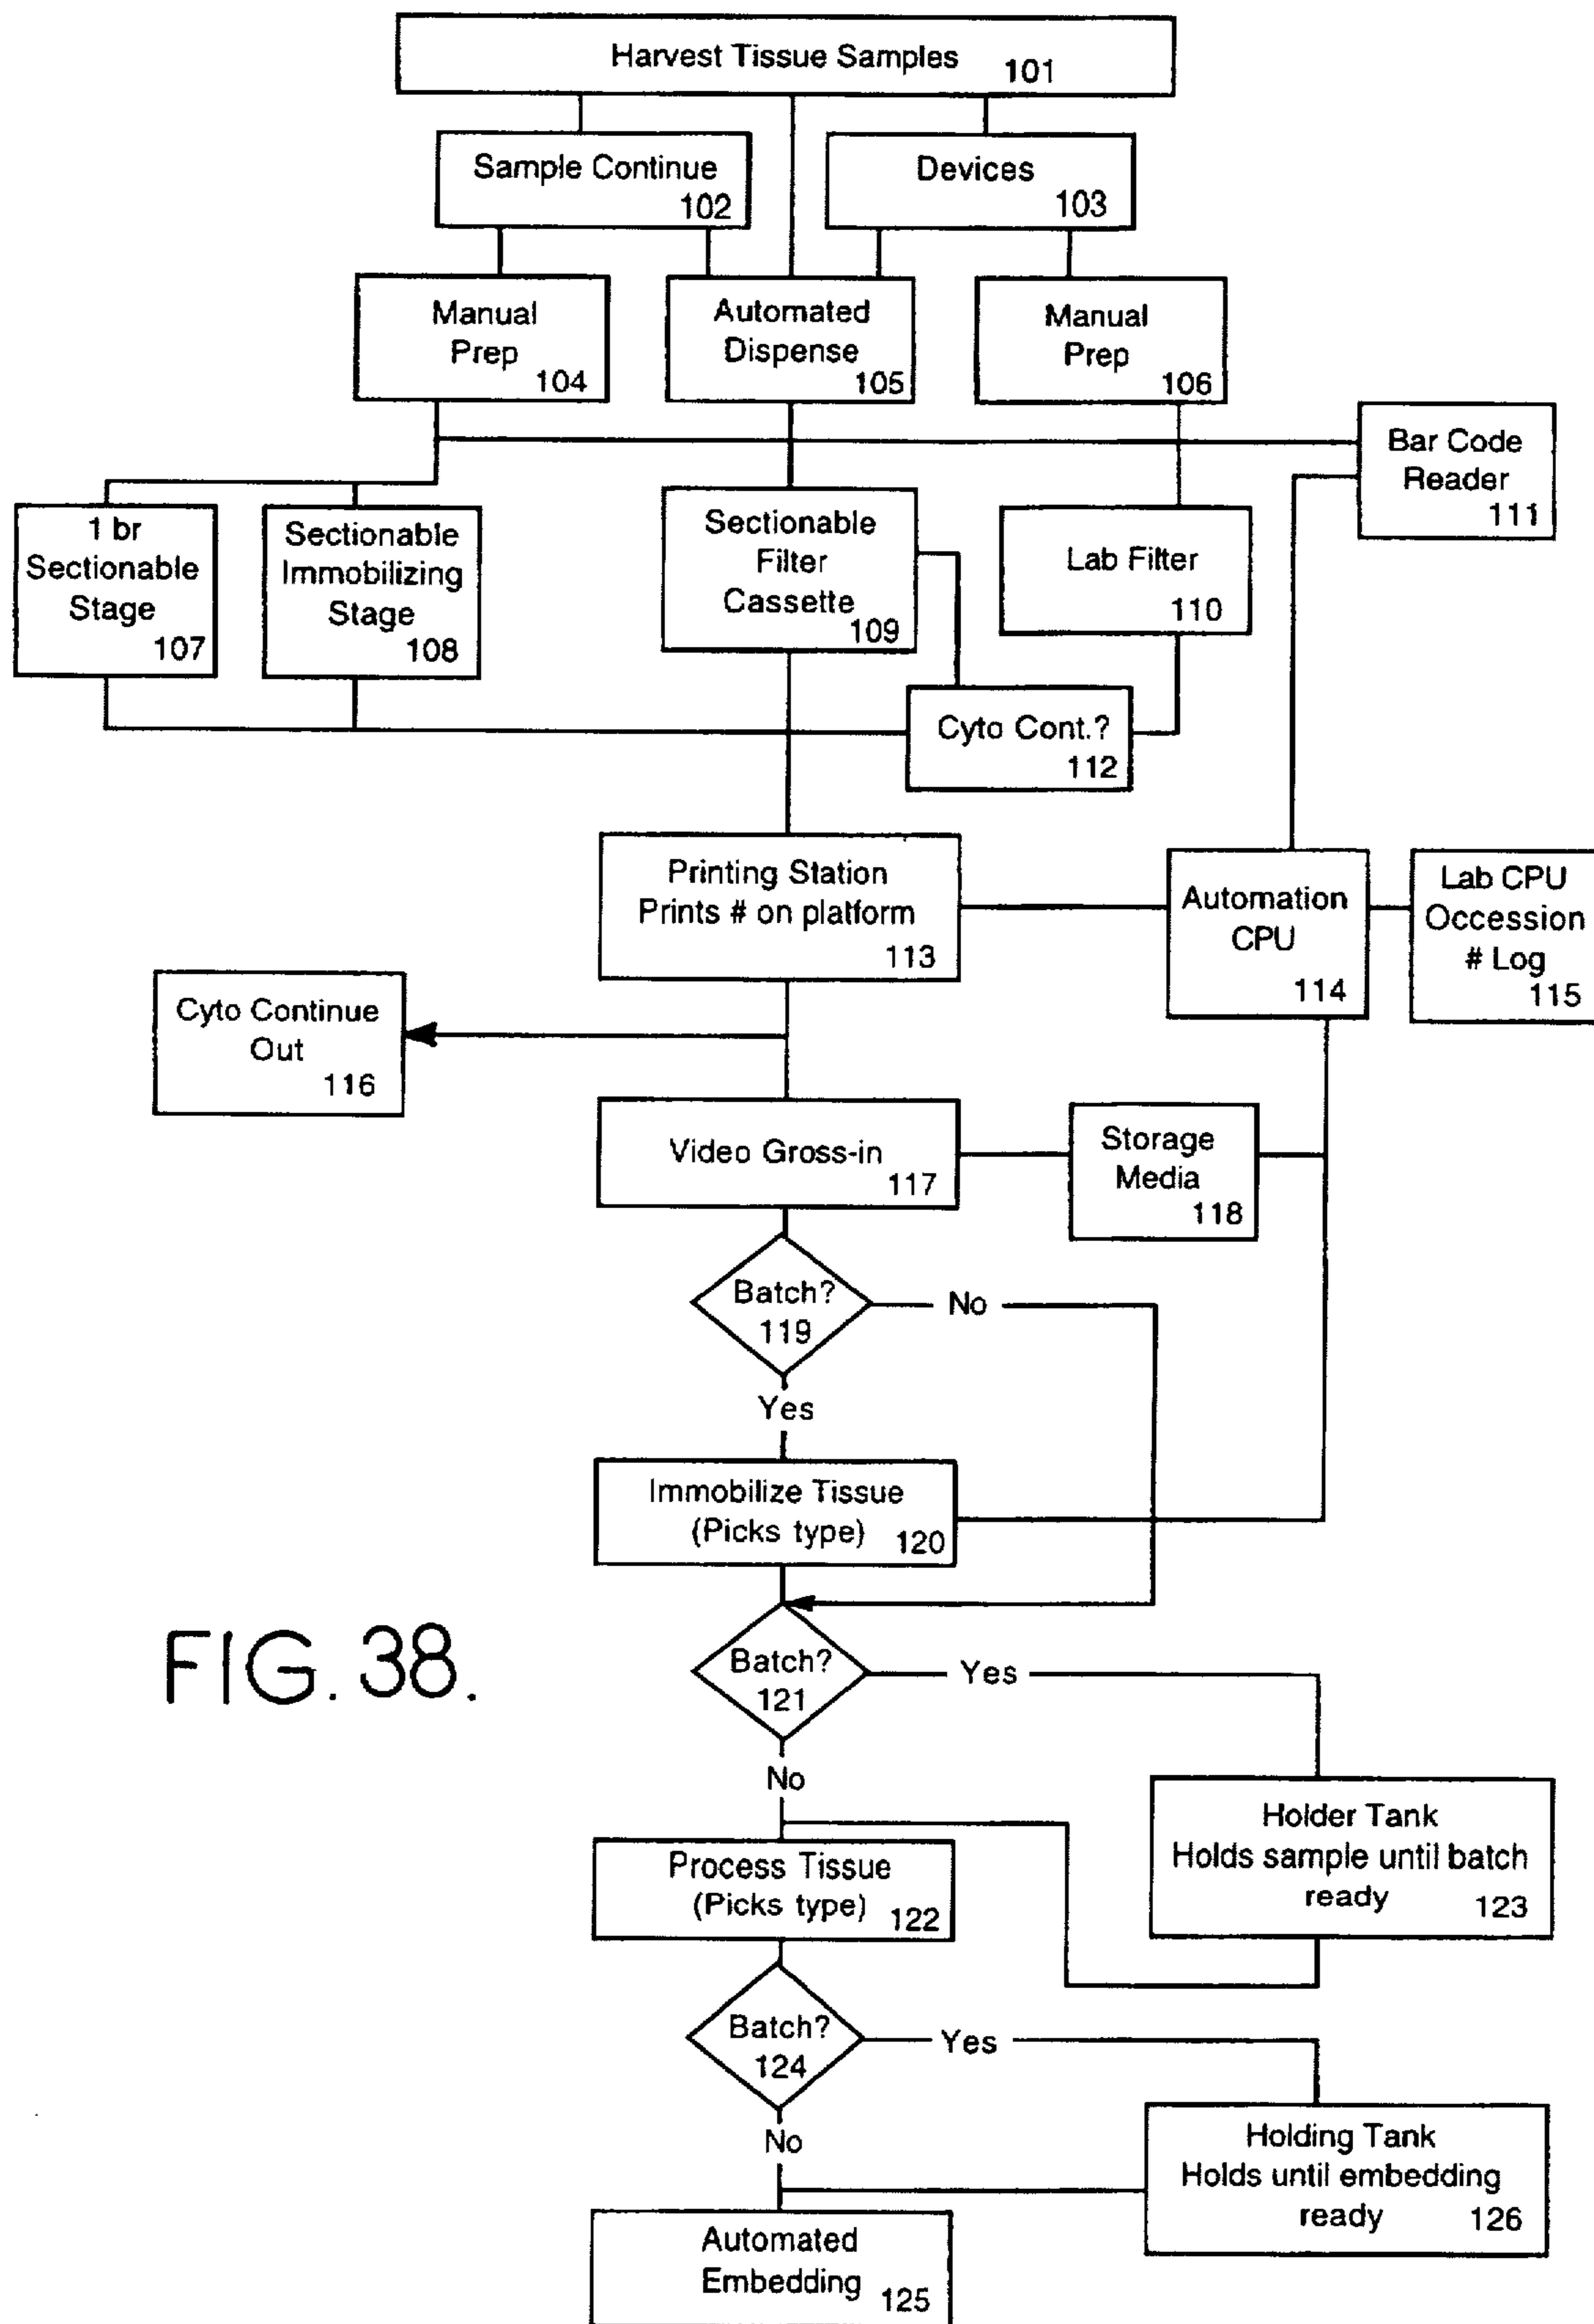 Harvest Tissue Samples 101
Sample Continue
102
Devices
103
Manual
Prep
104
Automated
Dispense
105
Manual
Prep
106
Bar Code
Reader
111
1 br
Sectionable
Stage
107
Sectionable
Immobilizing
Stage
108
Sectionable
Filter
Cassette
109
Lab Filter
110
Cyto Cont.?
112
Printing Station
Prints # on platform
113
Automation
CPU
114
Lab CPU
Occession
# Log
115
Cyto Continue
Out
116
Video Gross-in
117
Storage
Media
118
Batch?
119
No
Yes
Immobilize Tissue
(Picks type) 120
FIG. 38.
Batch?
121
Yes
No
Holder Tank
Holds sample until batch
ready 123
Process Tissue
(Picks type) 122
Batch?
124
Yes
No
Holding Tank
Holds until embedding
ready 126
Automated
Embedding 125